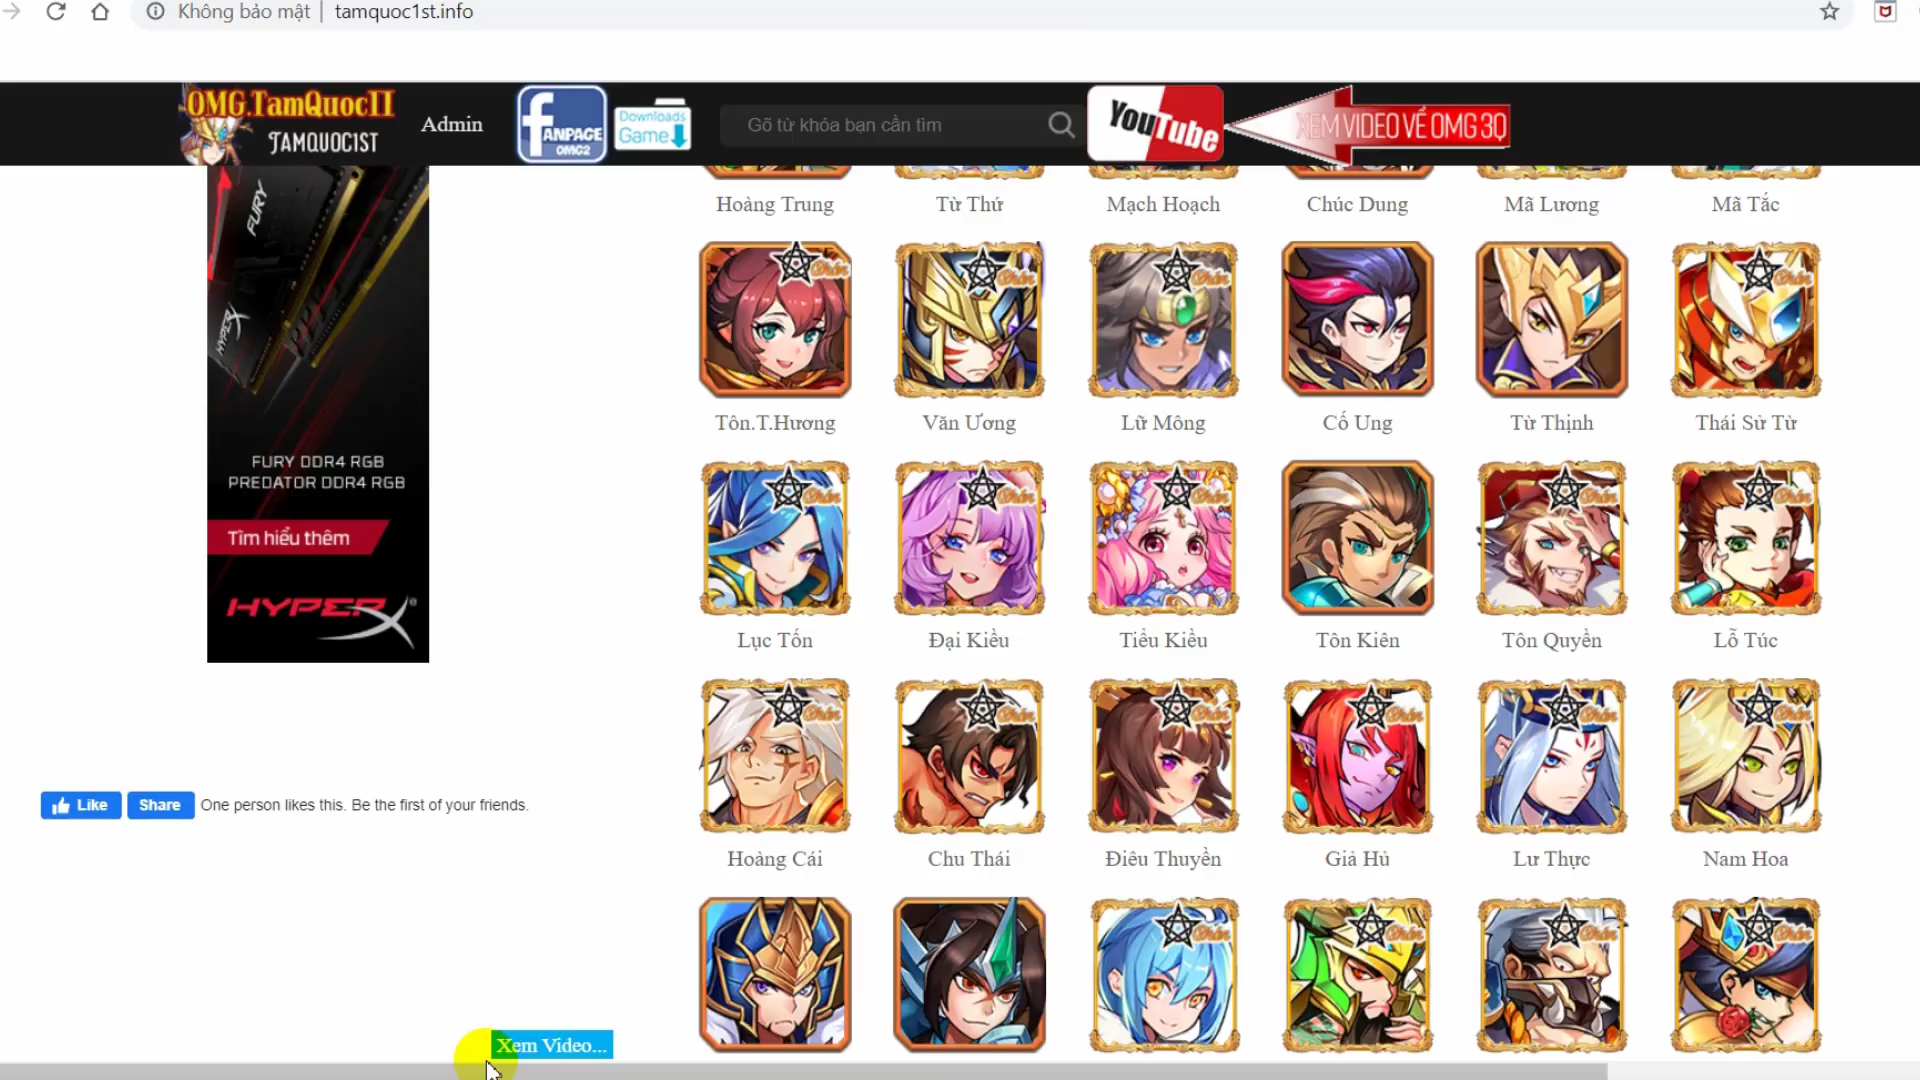 Không bảo mật | tamquoc1st.info
OMG.TamQuocII
TAMQUOC1ST
Admin
FANPAGE
OMG2
Downloads
Game
Gõ từ khóa bạn cần tìm
YouTube
XEM VIDEO VỀ OMG 3Q
Hoàng Trung
Từ Thứ
Mạch Hoạch
Chúc Dung
Mã Lương
Mã Tắc
FURY
HYPERX
Tôn.T.Hương
Văn Ương
Lữ Mông
Cố Ung
Từ Thịnh
Thái Sử Từ
FURY DDR4 RGB
PREDATOR DDR4 RGB
Tìm hiểu thêm
HYPERX
Lục Tốn
Đại Kiều
Tiểu Kiều
Tôn Kiên
Tôn Quyền
Lỗ Túc
Like
Share
One person likes this. Be the first of your friends.
Hoàng Cái
Chu Thái
Điêu Thuyền
Giả Hủ
Lư Thực
Nam Hoa
Xem Video...